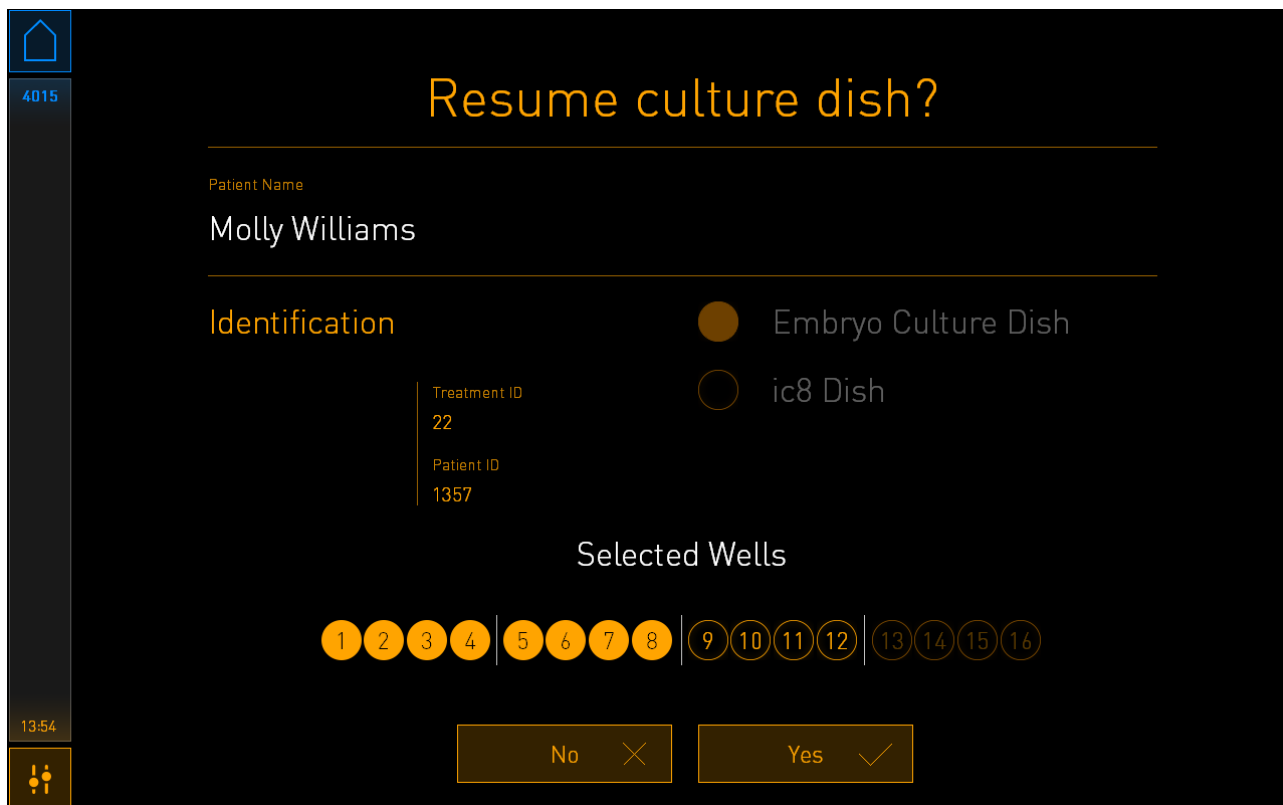 4015
Resume culture dish?
Patient Name
Molly Williams
Identification
Embryo Culture Dish
ic8 Dish
Treatment ID
22
Patient ID
1357
Selected Wells
1 2 3 4 5 6 7 8 9 10 11 12 13 14 15 16
13:54
No
Yes